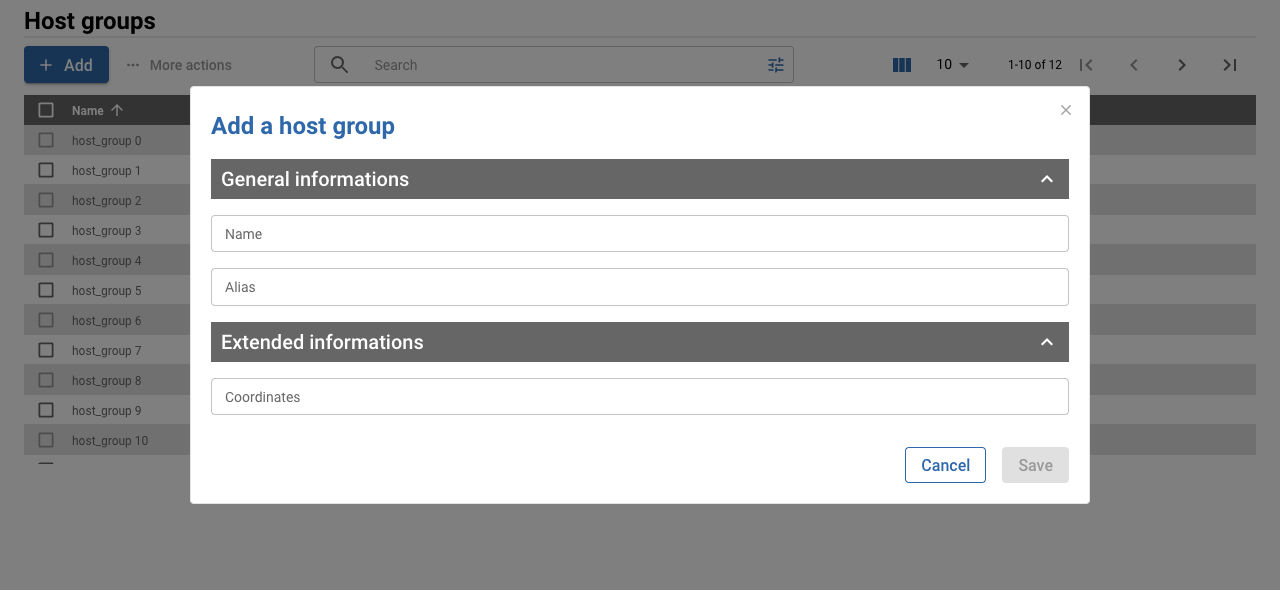 Host groups
Add
More actions
Search
10
1-10 of 12
Name
host_group 0
host_group 1
host_group 2
host_group 3
host_group 4
host_group 5
host_group 6
host_group 7
host_group 8
host_group 9
host_group 10
Add a host group
General informations
Name
Alias
Extended informations
Coordinates
Cancel
Save